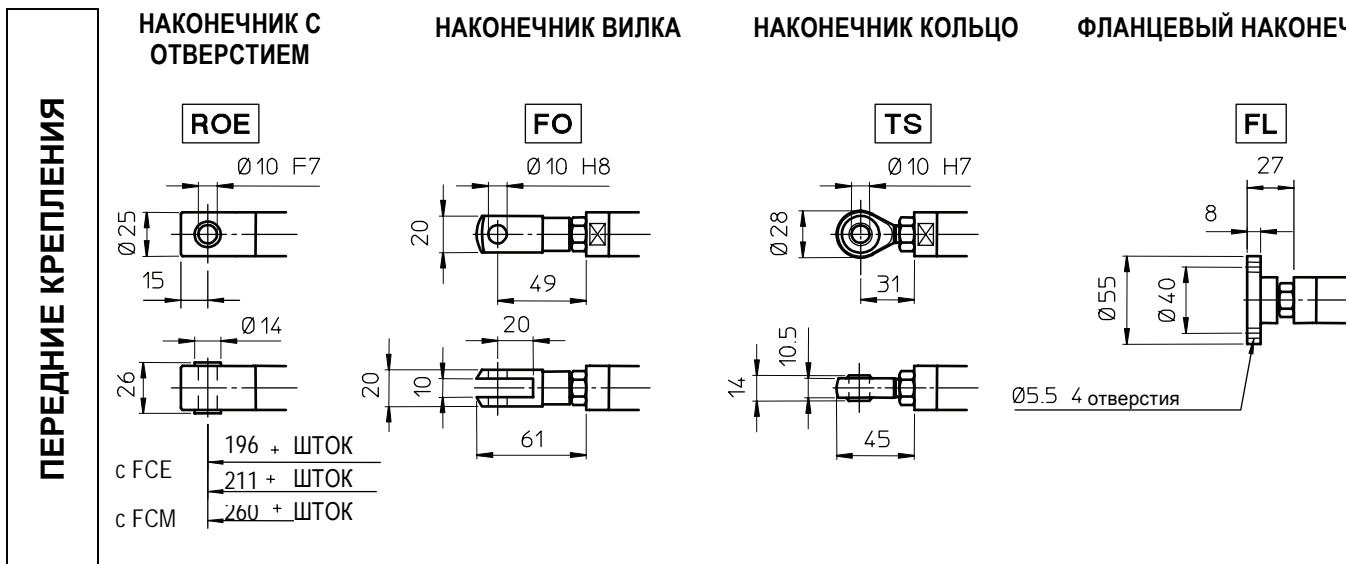 ПЕРЕДНИЕ КРЕПЛЕНИЯ
НАКОНЕЧНИК С
ОТВЕРСТИЕМ
ROE
Ø10 F7
Ø25
15
Ø14
26
196 + ШТОК
с FCE
211 + ШТОК
с FCM
260 + ШТОК
НАКОНЕЧНИК ВИЛКА
FO
Ø10 H8
20
49
20
20
10
61
НАКОНЕЧНИК КОЛЬЦО
TS
Ø10 H7
Ø28
31
10.5
14
45
ФЛАНЦЕВЫЙ НАКОНЕЧ
FL
27
8
Ø55
Ø40
Ø5.5 4 отверстия